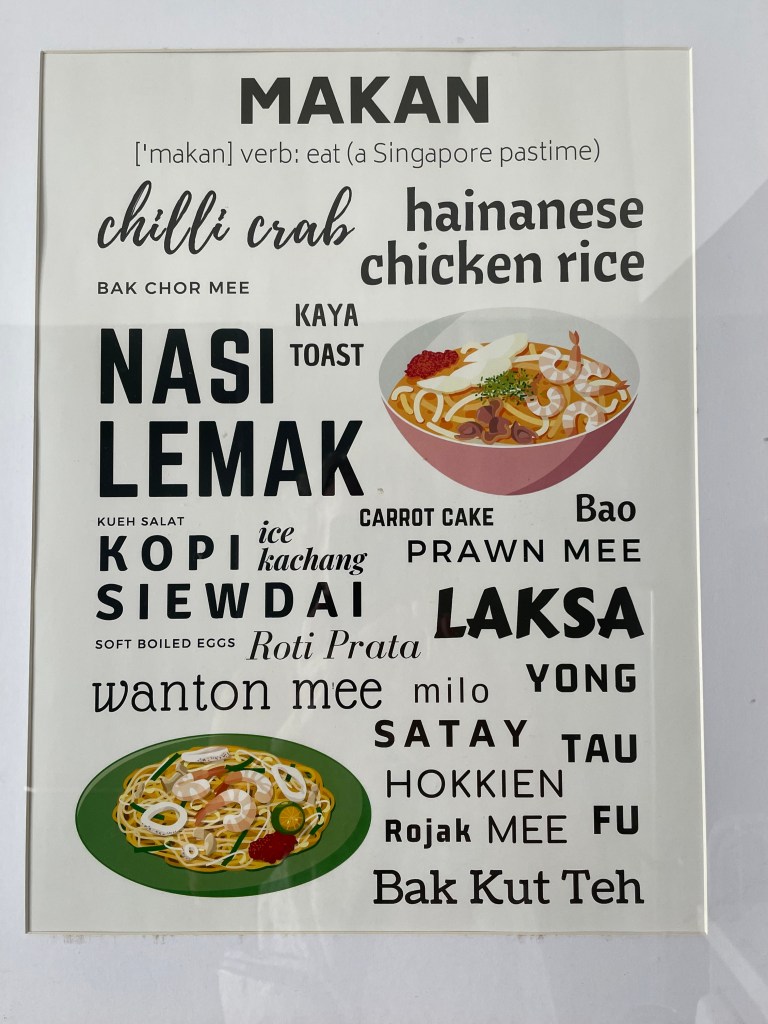 MAKAN
['makan] verb: eat (a Singapore pastime)
chilli crab
hainanese
chicken rice
BAK CHOR MEE
KAYA
TOAST
NASI
LEMAK
KUEH SALAT
KOPI
SIEWDAI
ice
kachang
CARROT CAKE
Bao
PRAWN MEE
LAKSA
SOFT BOILED EGGS
Roti Prata
wanton mee
milo
YONG
TAU
FU
SATAY
HOKKIEN
MEE
Rojak
Bak Kut Teh